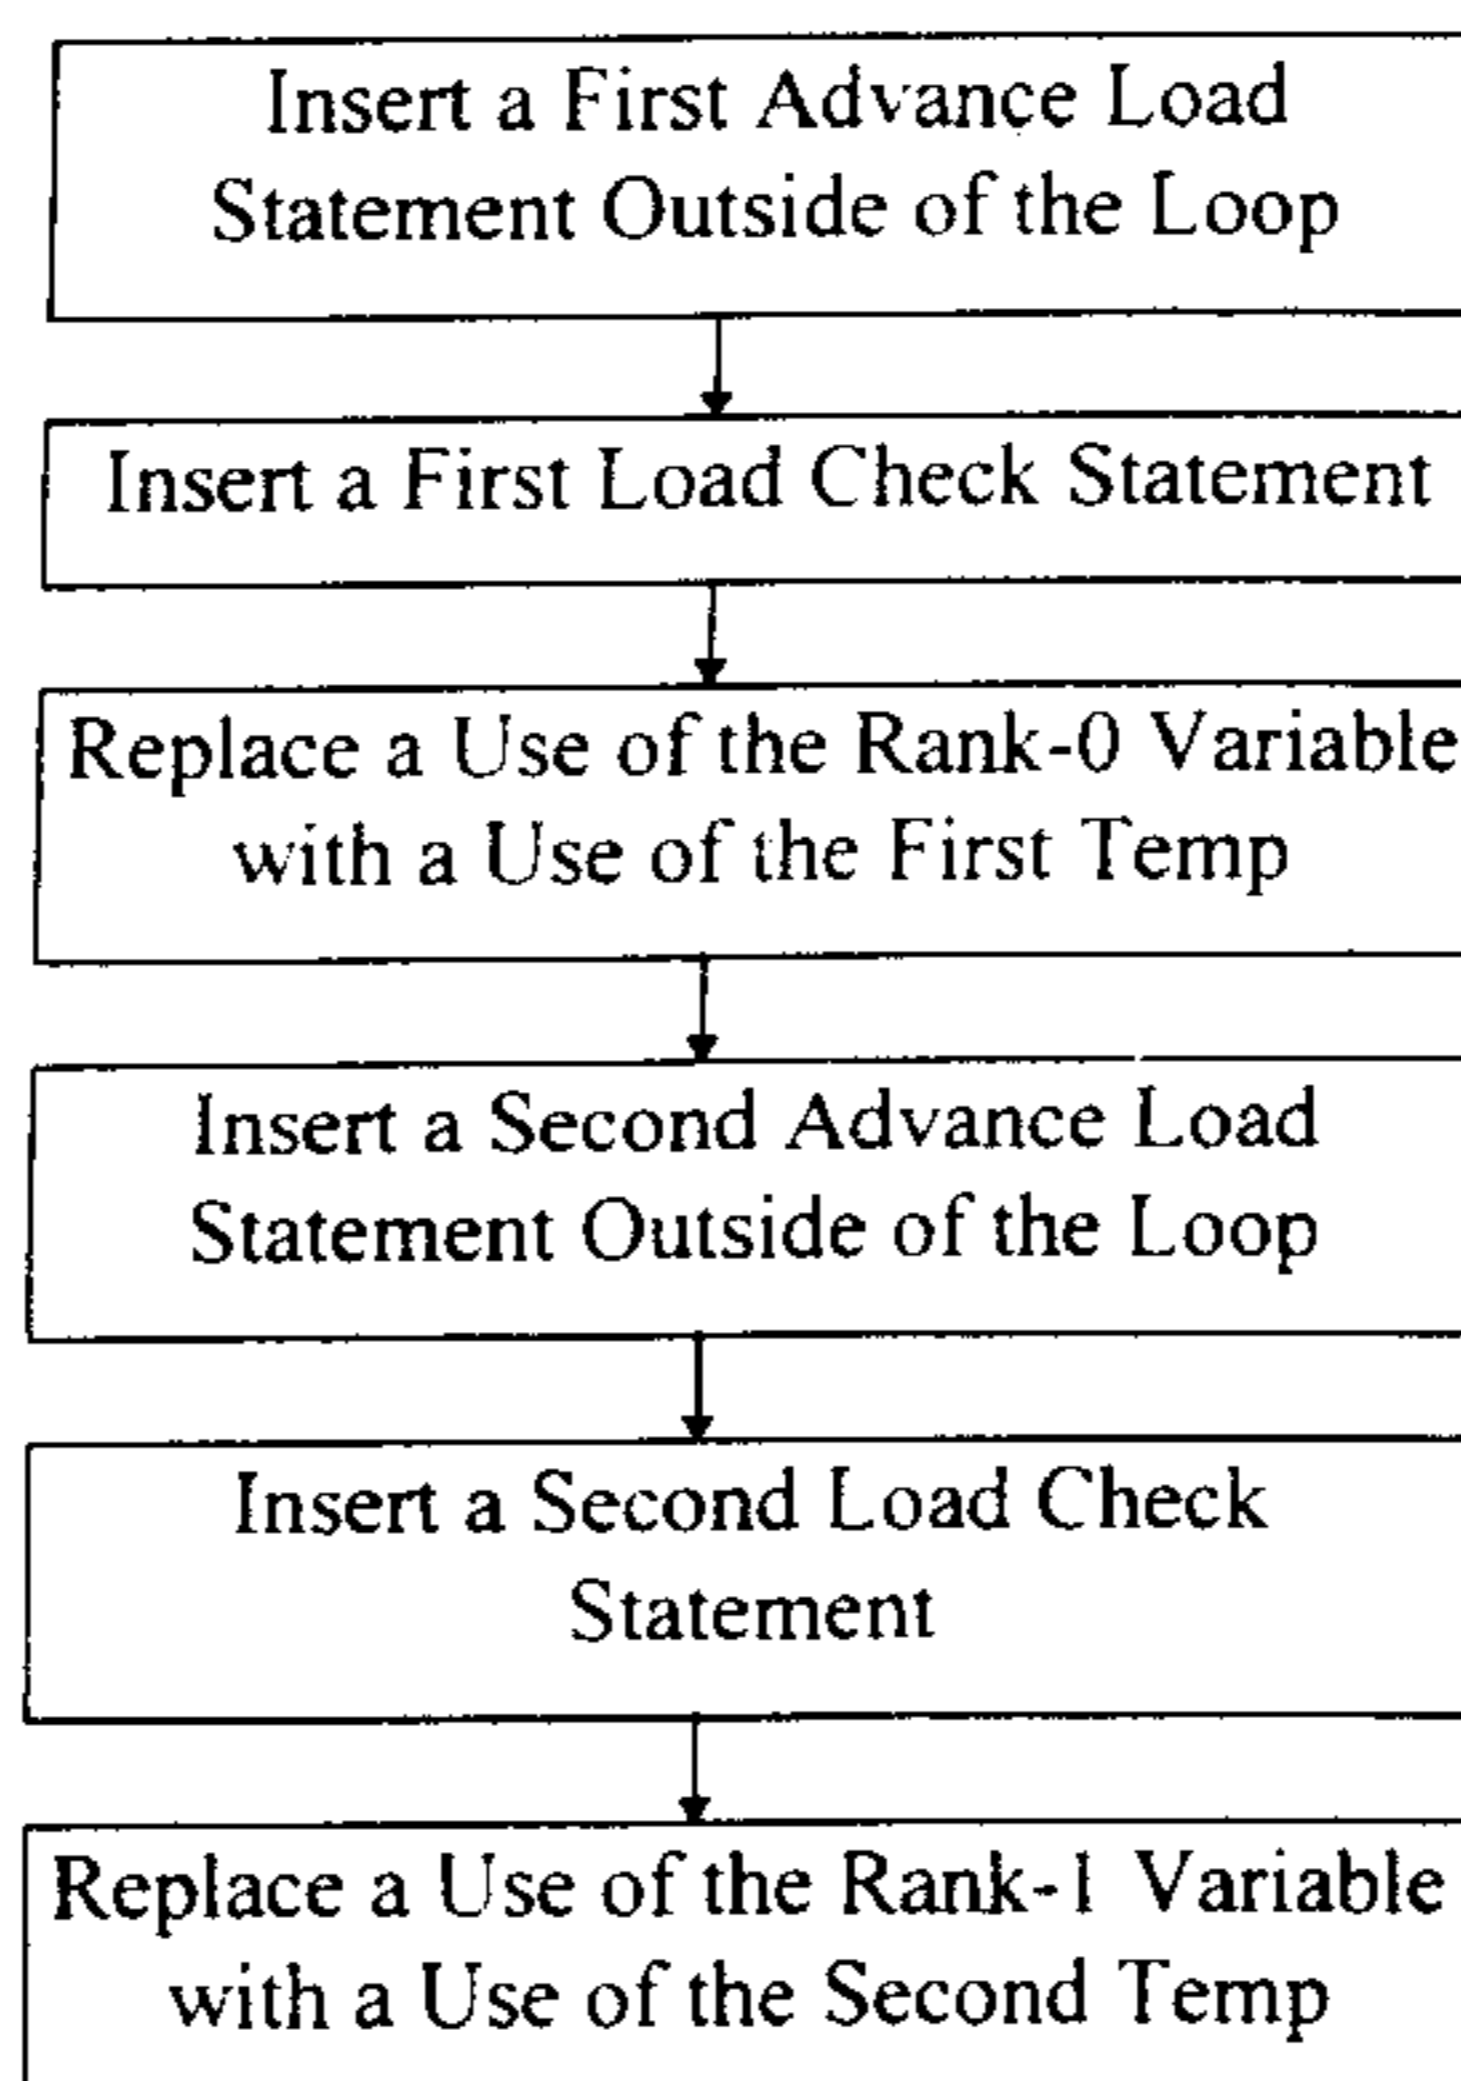 Insert a First Advance Load
Statement Outside of the Loop
Insert a First Load Check Statement
Replace a Use of the Rank-0 Variable
with a Use of the First Temp
Insert a Second Advance Load
Statement Outside of the Loop
Insert a Second Load Check
Statement
Replace a Use of the Rank-1 Variable
with a Use of the Second Temp